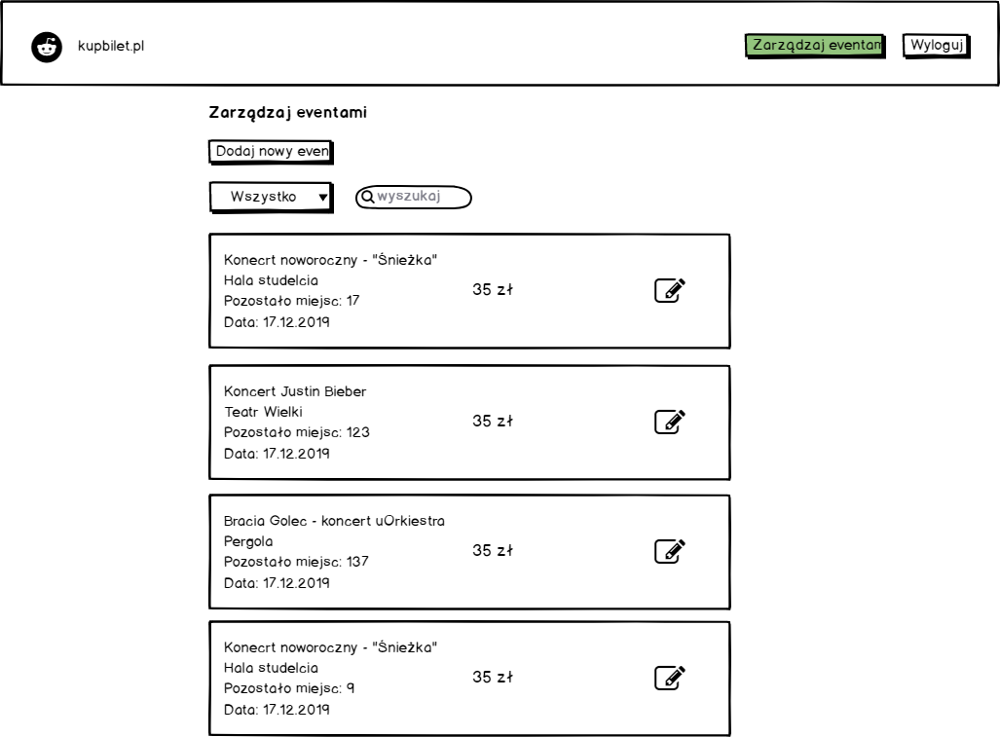 kupbilet.pl
Zarządzaj eventam
Wyloguj
Zarządzaj eventami
Dodaj nowy even
Wszystko
wyszukaj
Konecrt noworoczny - "Śnieżka"
Hala studelcia
Pozostało miejsc: 17
Data: 17.12.2019
35 zł
Koncert Justin Bieber
Teatr Wielki
Pozostało miejsc: 123
Data: 17.12.2019
35 zł
Bracia Golec - koncert uOrkiestra
Pergola
Pozostało miejsc: 137
Data: 17.12.2019
35 zł
Konecrt noworoczny - "Śnieżka"
Hala studelcia
Pozostało miejsc: 9
Data: 17.12.2019
35 zł